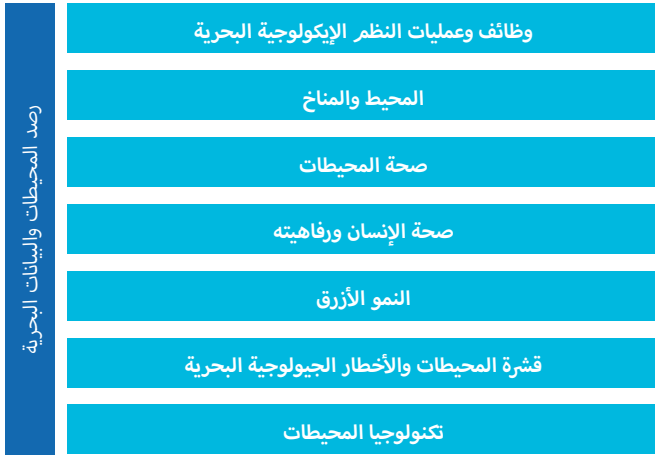 رصد المحيطات والبيانات البحرية
وظائف وعمليات النظم الإيكولوجية البحرية
المحيط والمناخ
صحة المحيطات
صحة الإنسان ورفاهيته
النمو الأزرق
قشرة المحيطات والأخطار الجيولوجية البحرية
تكنولوجيا المحيطات